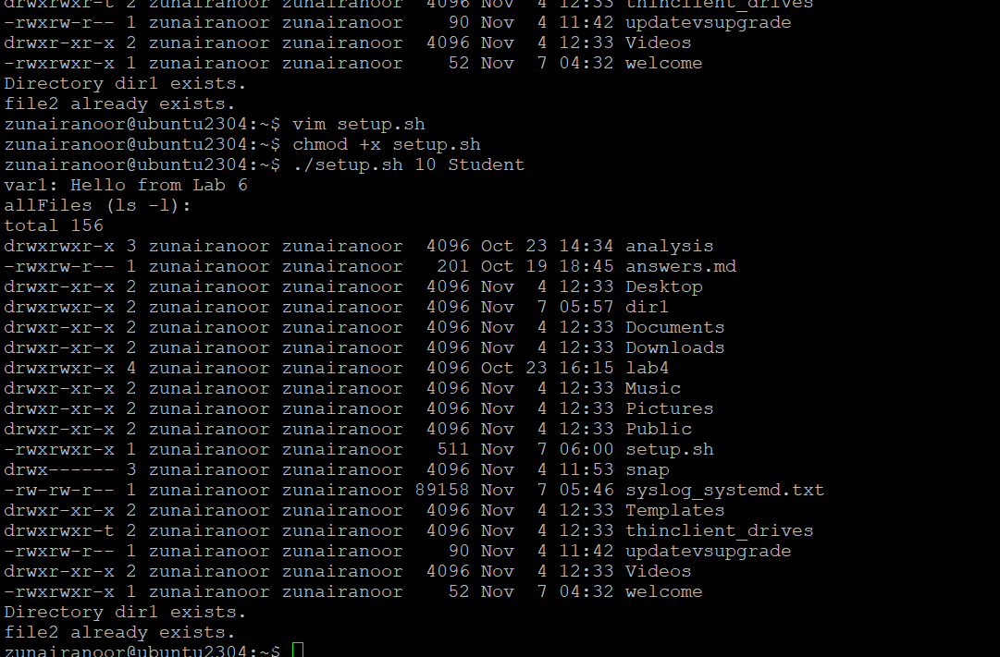 drwxrwxr-t 2 zunairanoor zunairanoor  4096 Nov  4 12:33 thinclient_drives
-rwxrw-r-- 1 zunairanoor zunairanoor    90 Nov  4 11:42 updatevsupgrade
drwxr-xr-x 2 zunairanoor zunairanoor  4096 Nov  4 12:33 Videos
-rwxrwxr-x 1 zunairanoor zunairanoor    52 Nov  7 04:32 welcome
Directory dir1 exists.
file2 already exists.
zunairanoor@ubuntu2304:~$ vim setup.sh
zunairanoor@ubuntu2304:~$ chmod +x setup.sh
zunairanoor@ubuntu2304:~$ ./setup.sh 10 Student
var1: Hello from Lab 6
allFiles (ls -l):
total 156
drwxrwxr-x 3 zunairanoor zunairanoor  4096 Oct 23 14:34 analysis
-rwxrw-r-- 1 zunairanoor zunairanoor   201 Oct 19 18:45 answers.md
drwxr-xr-x 2 zunairanoor zunairanoor  4096 Nov  4 12:33 Desktop
drwxrwxr-x 2 zunairanoor zunairanoor  4096 Nov  7 05:57 dir1
drwxr-xr-x 2 zunairanoor zunairanoor  4096 Nov  4 12:33 Documents
drwxr-xr-x 2 zunairanoor zunairanoor  4096 Nov  4 12:33 Downloads
drwxrwxr-x 4 zunairanoor zunairanoor  4096 Oct 23 16:15 lab4
drwxr-xr-x 2 zunairanoor zunairanoor  4096 Nov  4 12:33 Music
drwxr-xr-x 2 zunairanoor zunairanoor  4096 Nov  4 12:33 Pictures
drwxr-xr-x 2 zunairanoor zunairanoor  4096 Nov  4 12:33 Public
-rwxrwxr-x 1 zunairanoor zunairanoor   511 Nov  7 06:00 setup.sh
drwx------ 3 zunairanoor zunairanoor  4096 Nov  4 11:53 snap
-rw-rw-r-- 1 zunairanoor zunairanoor 89158 Nov  7 05:46 syslog_systemd.txt
drwxr-xr-x 2 zunairanoor zunairanoor  4096 Nov  4 12:33 Templates
drwxrwxr-t 2 zunairanoor zunairanoor  4096 Nov  4 12:33 thinclient_drives
-rwxrw-r-- 1 zunairanoor zunairanoor    90 Nov  4 11:42 updatevsupgrade
drwxr-xr-x 2 zunairanoor zunairanoor  4096 Nov  4 12:33 Videos
-rwxrwxr-x 1 zunairanoor zunairanoor    52 Nov  7 04:32 welcome
Directory dir1 exists.
file2 already exists.
zunairanoor@ubuntu2304:~$